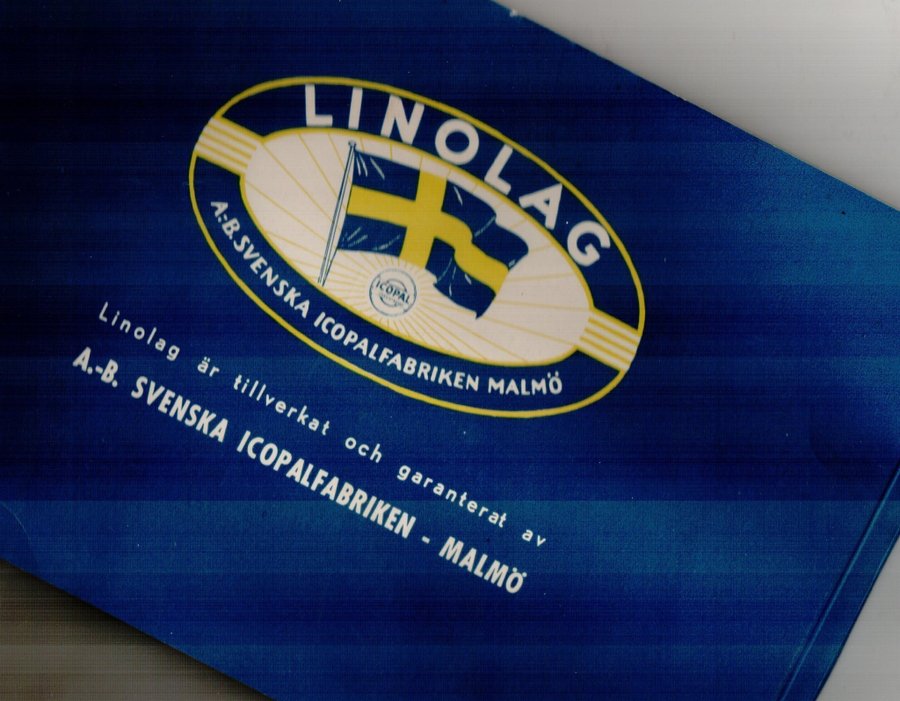 LINOLAG
ICOPAL
A.-B. SVENSKA ICOPALFABRIKEN MALMÖ
Linolag är tillverkat och garanterat av
A.-B. SVENSKA ICOPALFABRIKEN - MALMÖ